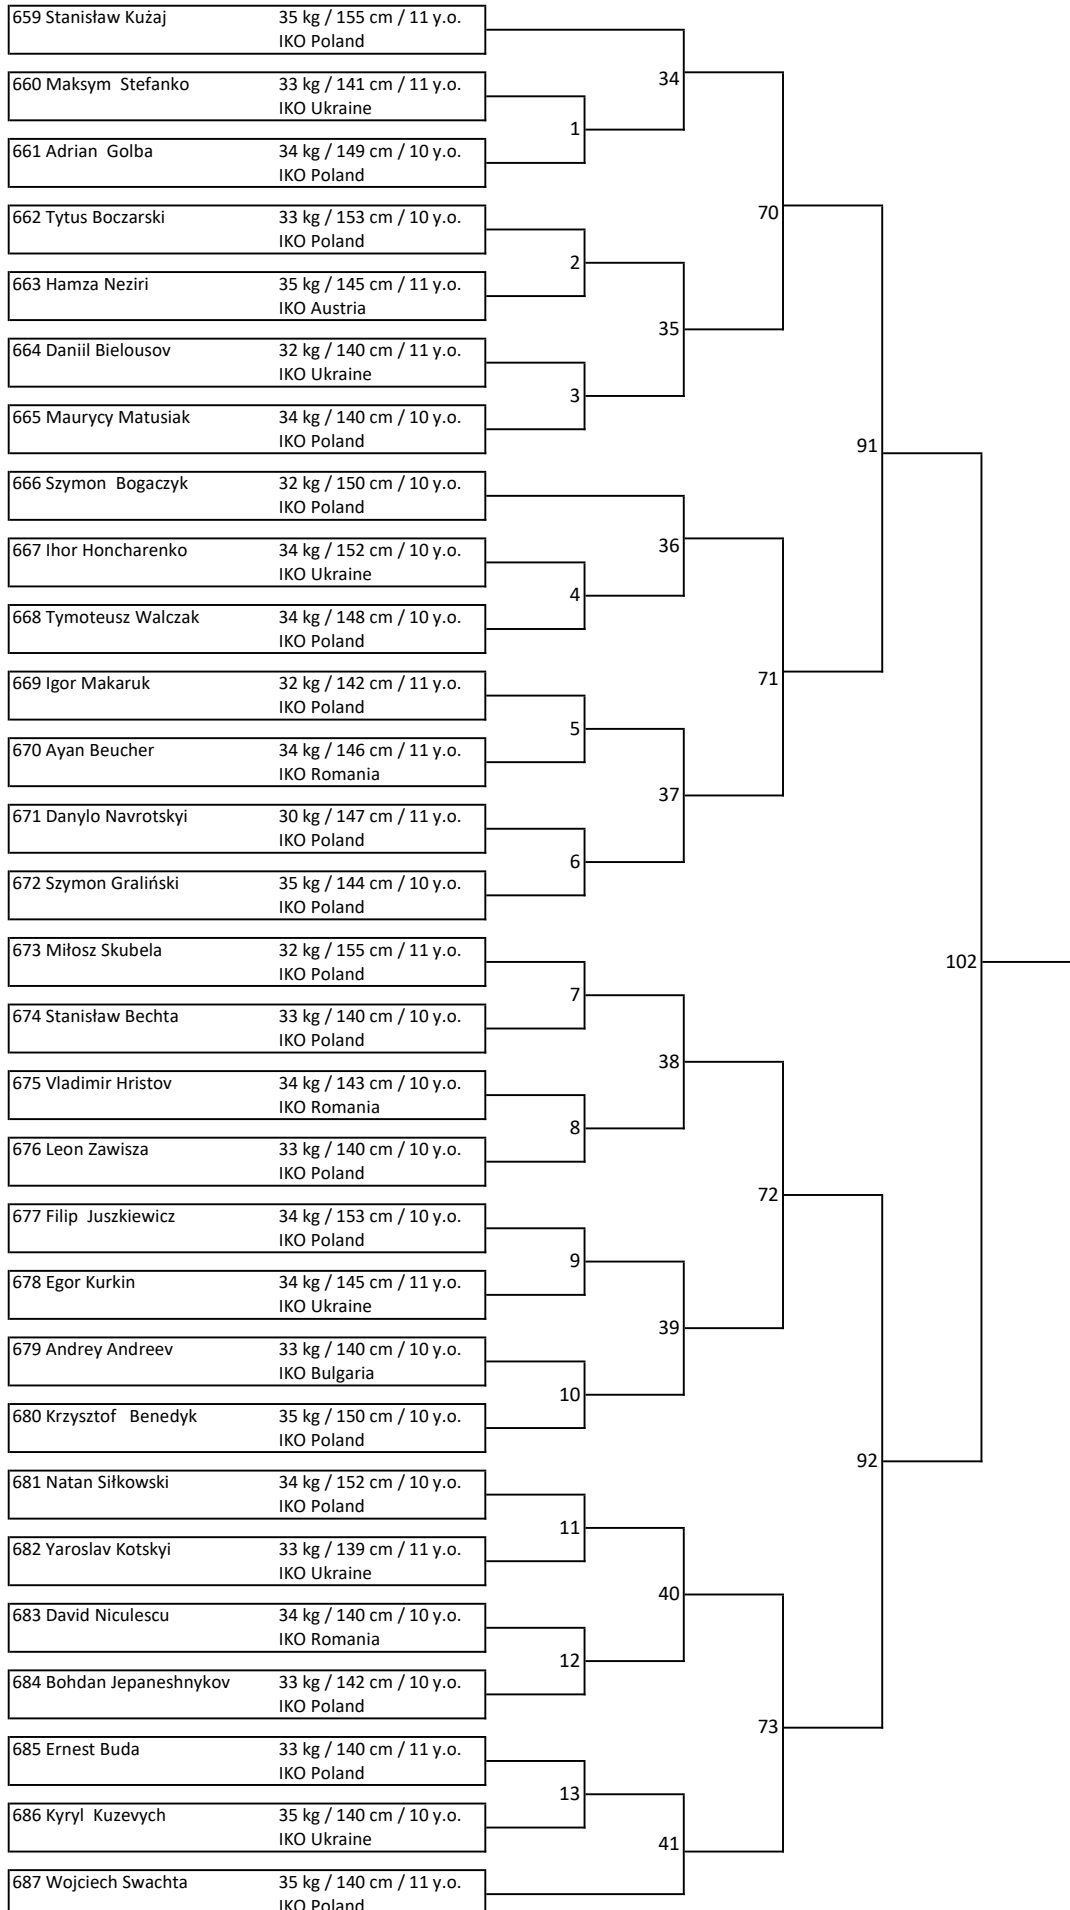 659 Stanisław Kużaj 35 kg / 155 cm / 11 y.o.
IKO Poland
34
660 Maksym Stefanko 33 kg / 141 cm / 11 y.o.
IKO Ukraine
1
661 Adrian Golba 34 kg / 149 cm / 10 y.o.
IKO Poland
70
662 Tytus Boczarski 33 kg / 153 cm / 10 y.o.
IKO Poland
2
663 Hamza Neziri 35 kg / 145 cm / 11 y.o.
IKO Austria
35
664 Daniil Bielousov 32 kg / 140 cm / 11 y.o.
IKO Ukraine
3
665 Maurycy Matusiak 34 kg / 140 cm / 10 y.o.
IKO Poland
91
666 Szymon Bogaczyk 32 kg / 150 cm / 10 y.o.
IKO Poland
36
667 Ihor Honcharenko 34 kg / 152 cm / 10 y.o.
IKO Ukraine
4
668 Tymoteusz Walczak 34 kg / 148 cm / 10 y.o.
IKO Poland
71
669 Igor Makaruk 32 kg / 142 cm / 11 y.o.
IKO Poland
5
670 Ayan Beucher 34 kg / 146 cm / 11 y.o.
IKO Romania
37
671 Danylo Navrotskyi 30 kg / 147 cm / 11 y.o.
IKO Poland
6
672 Szymon Graliński 35 kg / 144 cm / 10 y.o.
IKO Poland
673 Miłosz Skubela 32 kg / 155 cm / 11 y.o.
IKO Poland
102
7
674 Stanisław Bechta 33 kg / 140 cm / 10 y.o.
IKO Poland
38
675 Vladimir Hristov 34 kg / 143 cm / 10 y.o.
IKO Romania
8
676 Leon Zawisza 33 kg / 140 cm / 10 y.o.
IKO Poland
72
677 Filip Juszkiewicz 34 kg / 153 cm / 10 y.o.
IKO Poland
9
678 Egor Kurkin 34 kg / 145 cm / 11 y.o.
IKO Ukraine
39
679 Andrey Andreev 33 kg / 140 cm / 10 y.o.
IKO Bulgaria
10
680 Krzysztof Benedyk 35 kg / 150 cm / 10 y.o.
IKO Poland
92
681 Natan Siłkowski 34 kg / 152 cm / 10 y.o.
IKO Poland
11
682 Yaroslav Kotskyi 33 kg / 139 cm / 11 y.o.
IKO Ukraine
40
683 David Niculescu 34 kg / 140 cm / 10 y.o.
IKO Romania
12
684 Bohdan Jepaneshnykov 33 kg / 142 cm / 10 y.o.
IKO Poland
73
685 Ernest Buda 33 kg / 140 cm / 11 y.o.
IKO Poland
13
686 Kyryl Kuzevych 35 kg / 140 cm / 10 y.o.
IKO Ukraine
41
687 Wojciech Swachta 35 kg / 140 cm / 11 y.o.
IKO Poland